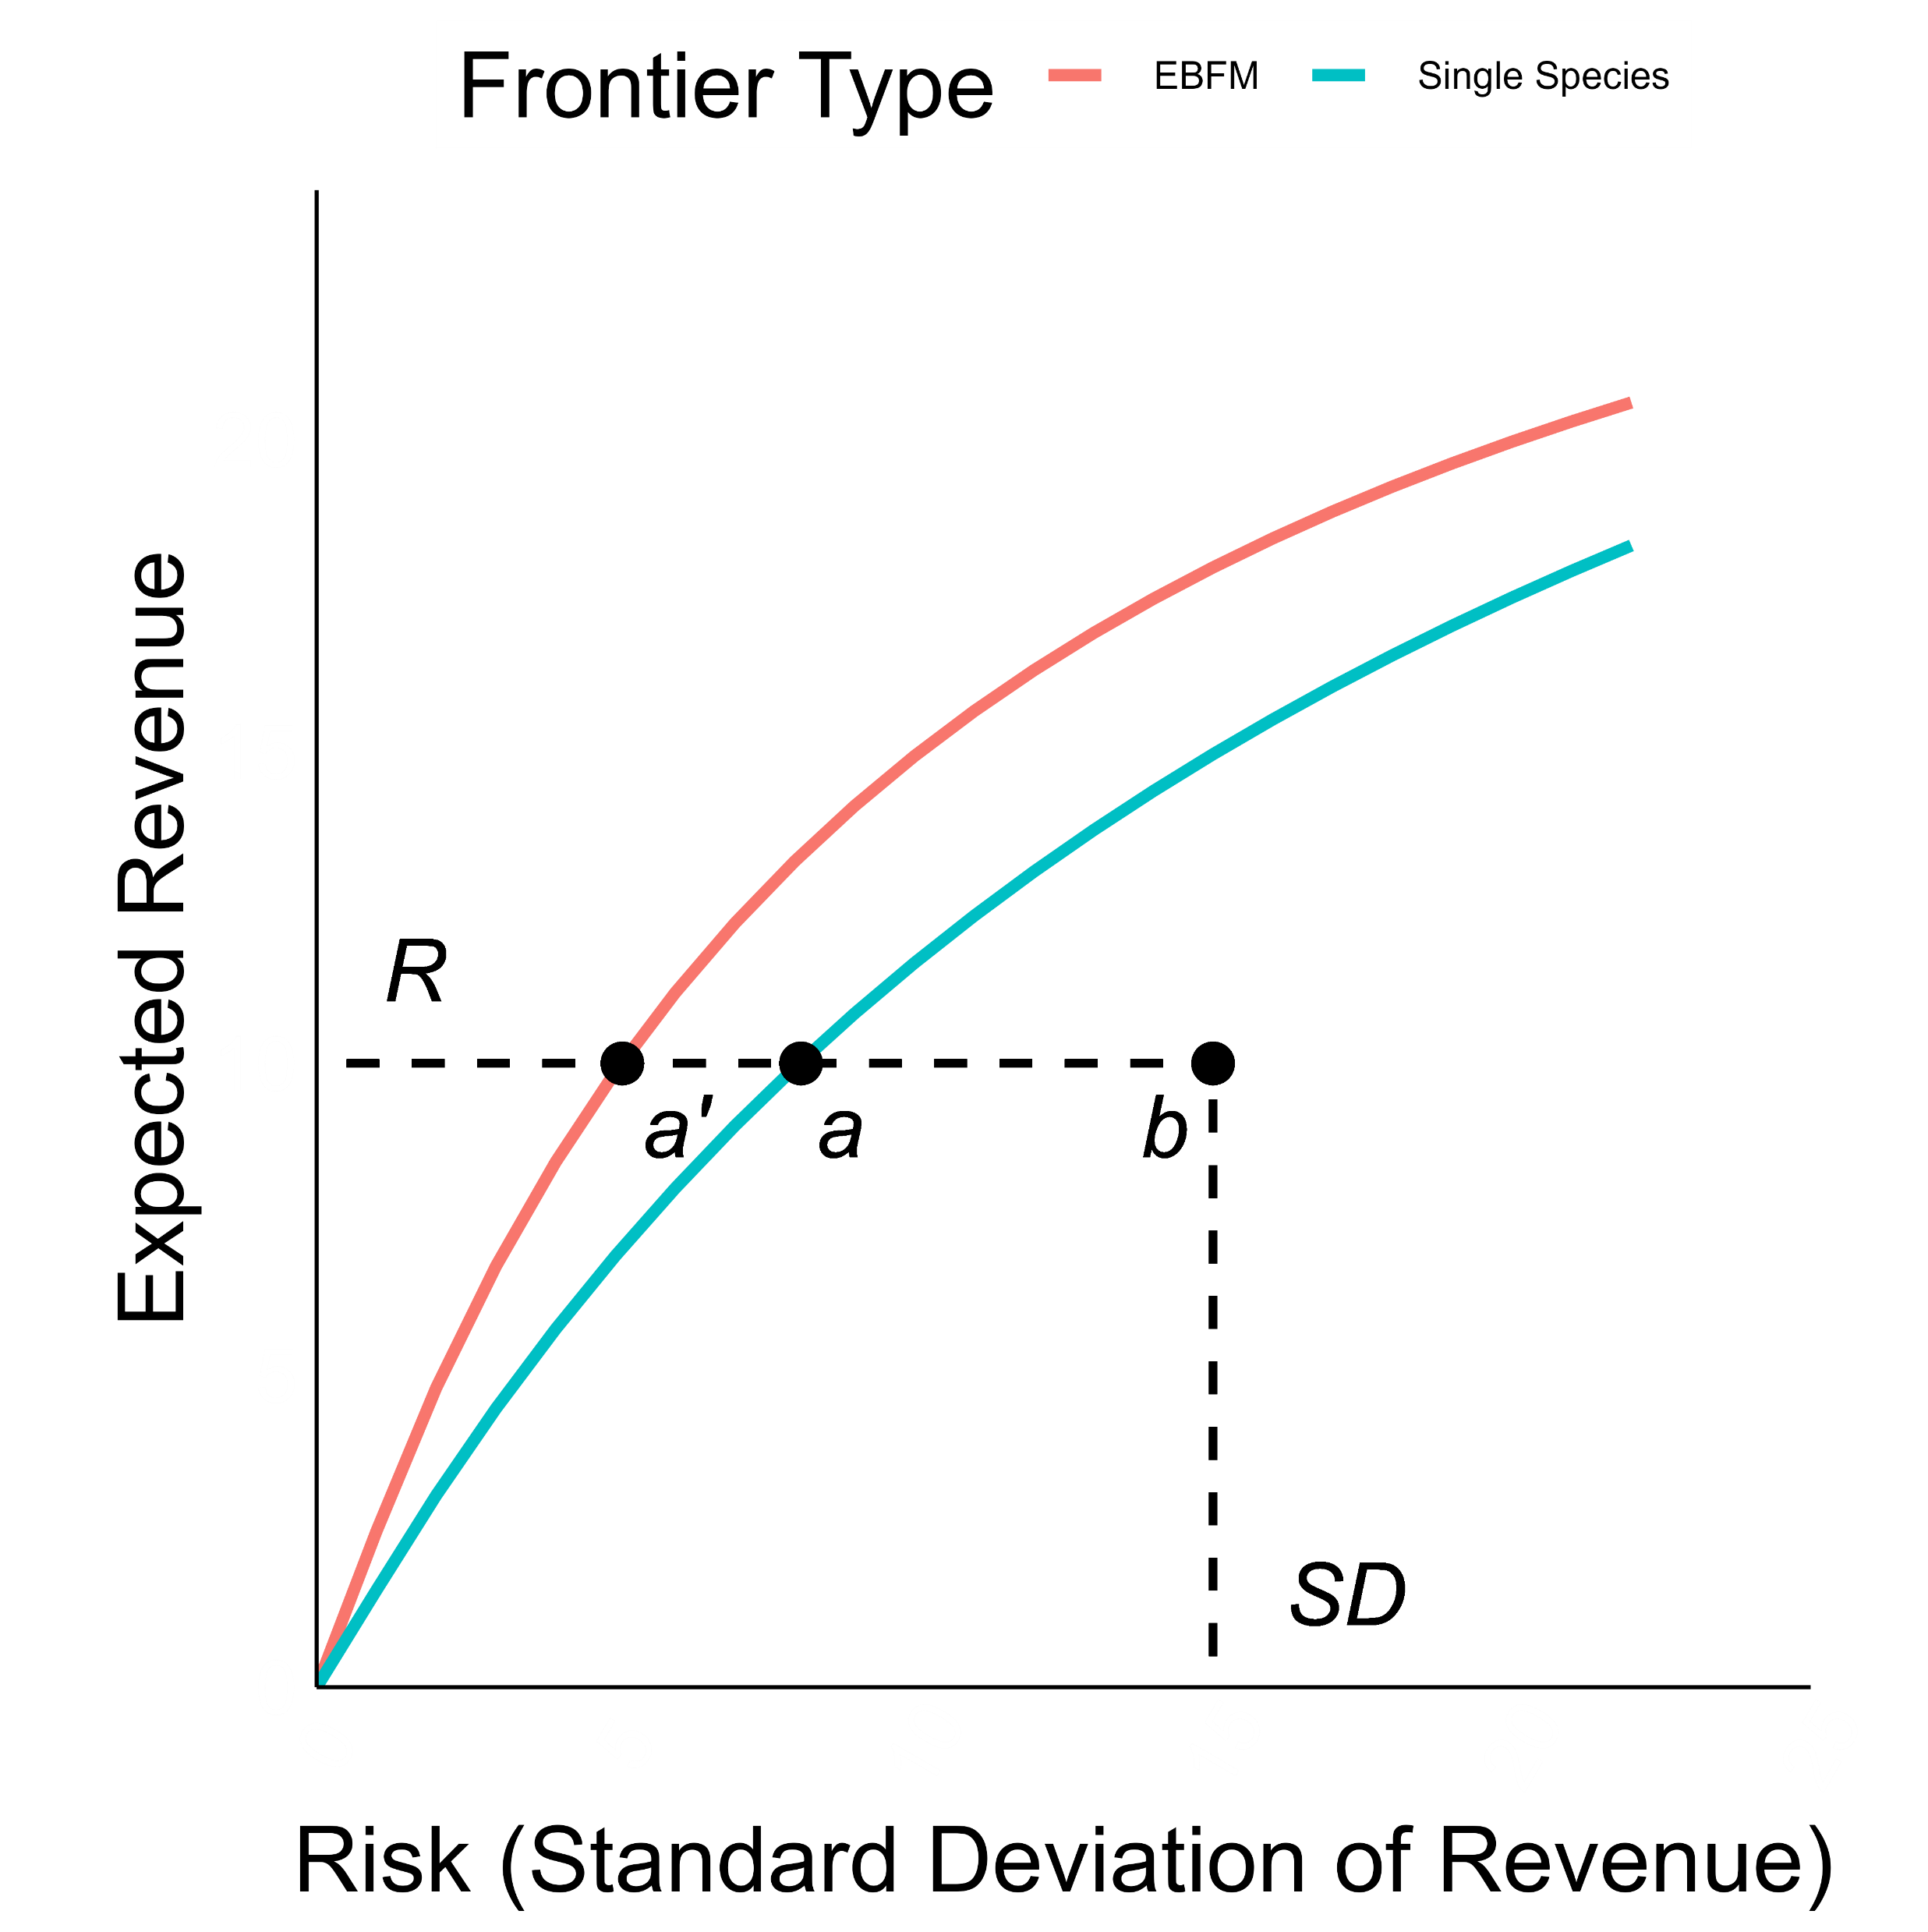 Frontier Type EBFM Single Species
Expected Revenue
R
a' a b
SD
Risk (Standard Deviation of Revenue)